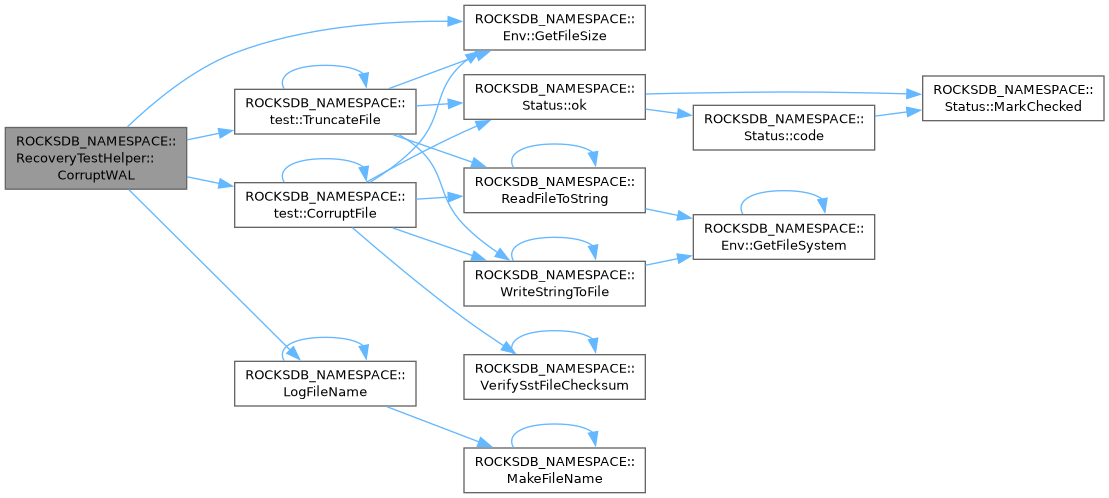 ROCKSDB_NAMESPACE::
RecoveryTestHelper::
CorruptWAL
ROCKSDB_NAMESPACE::
Env::GetFileSize
ROCKSDB_NAMESPACE::
test::TruncateFile
ROCKSDB_NAMESPACE::
Status::ok
ROCKSDB_NAMESPACE::
Status::MarkChecked
ROCKSDB_NAMESPACE::
Status::code
ROCKSDB_NAMESPACE::
test::CorruptFile
ROCKSDB_NAMESPACE::
ReadFileToString
ROCKSDB_NAMESPACE::
Env::GetFileSystem
ROCKSDB_NAMESPACE::
WriteStringToFile
ROCKSDB_NAMESPACE::
VerifySstFileChecksum
ROCKSDB_NAMESPACE::
LogFileName
ROCKSDB_NAMESPACE::
MakeFileName